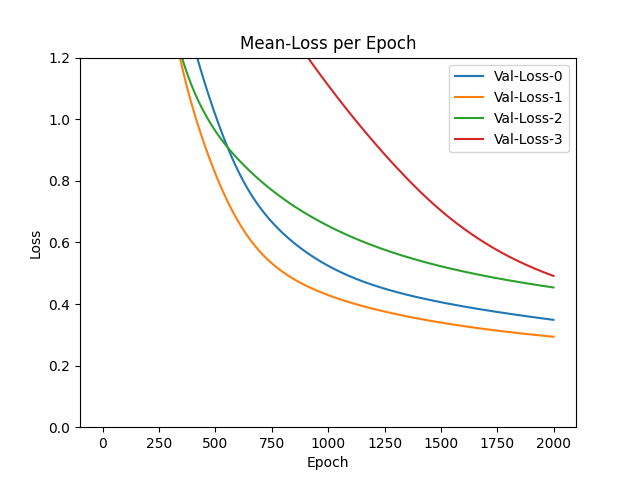 Mean-Loss per Epoch
Val-Loss-0
Val-Loss-1
Val-Loss-2
Val-Loss-3
Loss
1.2
1.0
0.8
0.6
0.4
0.2
0.0
0 250 500 750 1000 1250 1500 1750 2000
Epoch